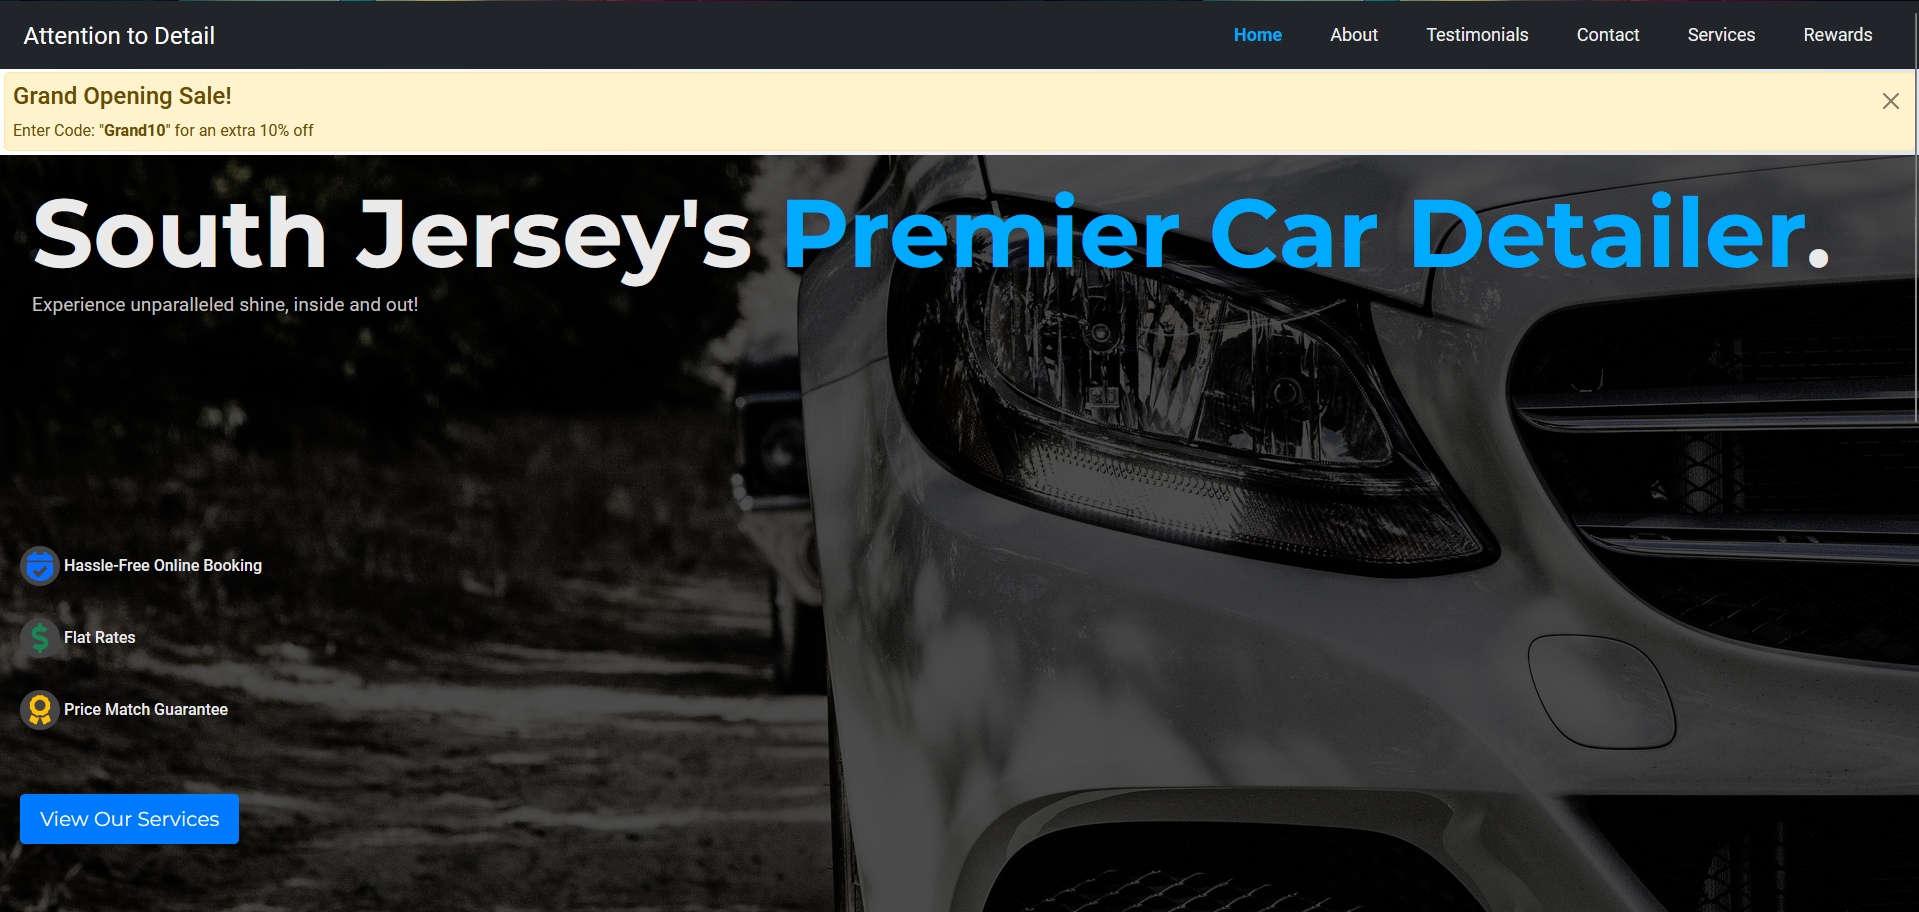 Attention to Detail
Home About Testimonials Contact Services Rewards
Grand Opening Sale!
Enter Code: "Grand10" for an extra 10% off
South Jersey's Premier Car Detailer.
Experience unparalleled shine, inside and out!
Hassle-Free Online Booking
Flat Rates
Price Match Guarantee
View Our Services